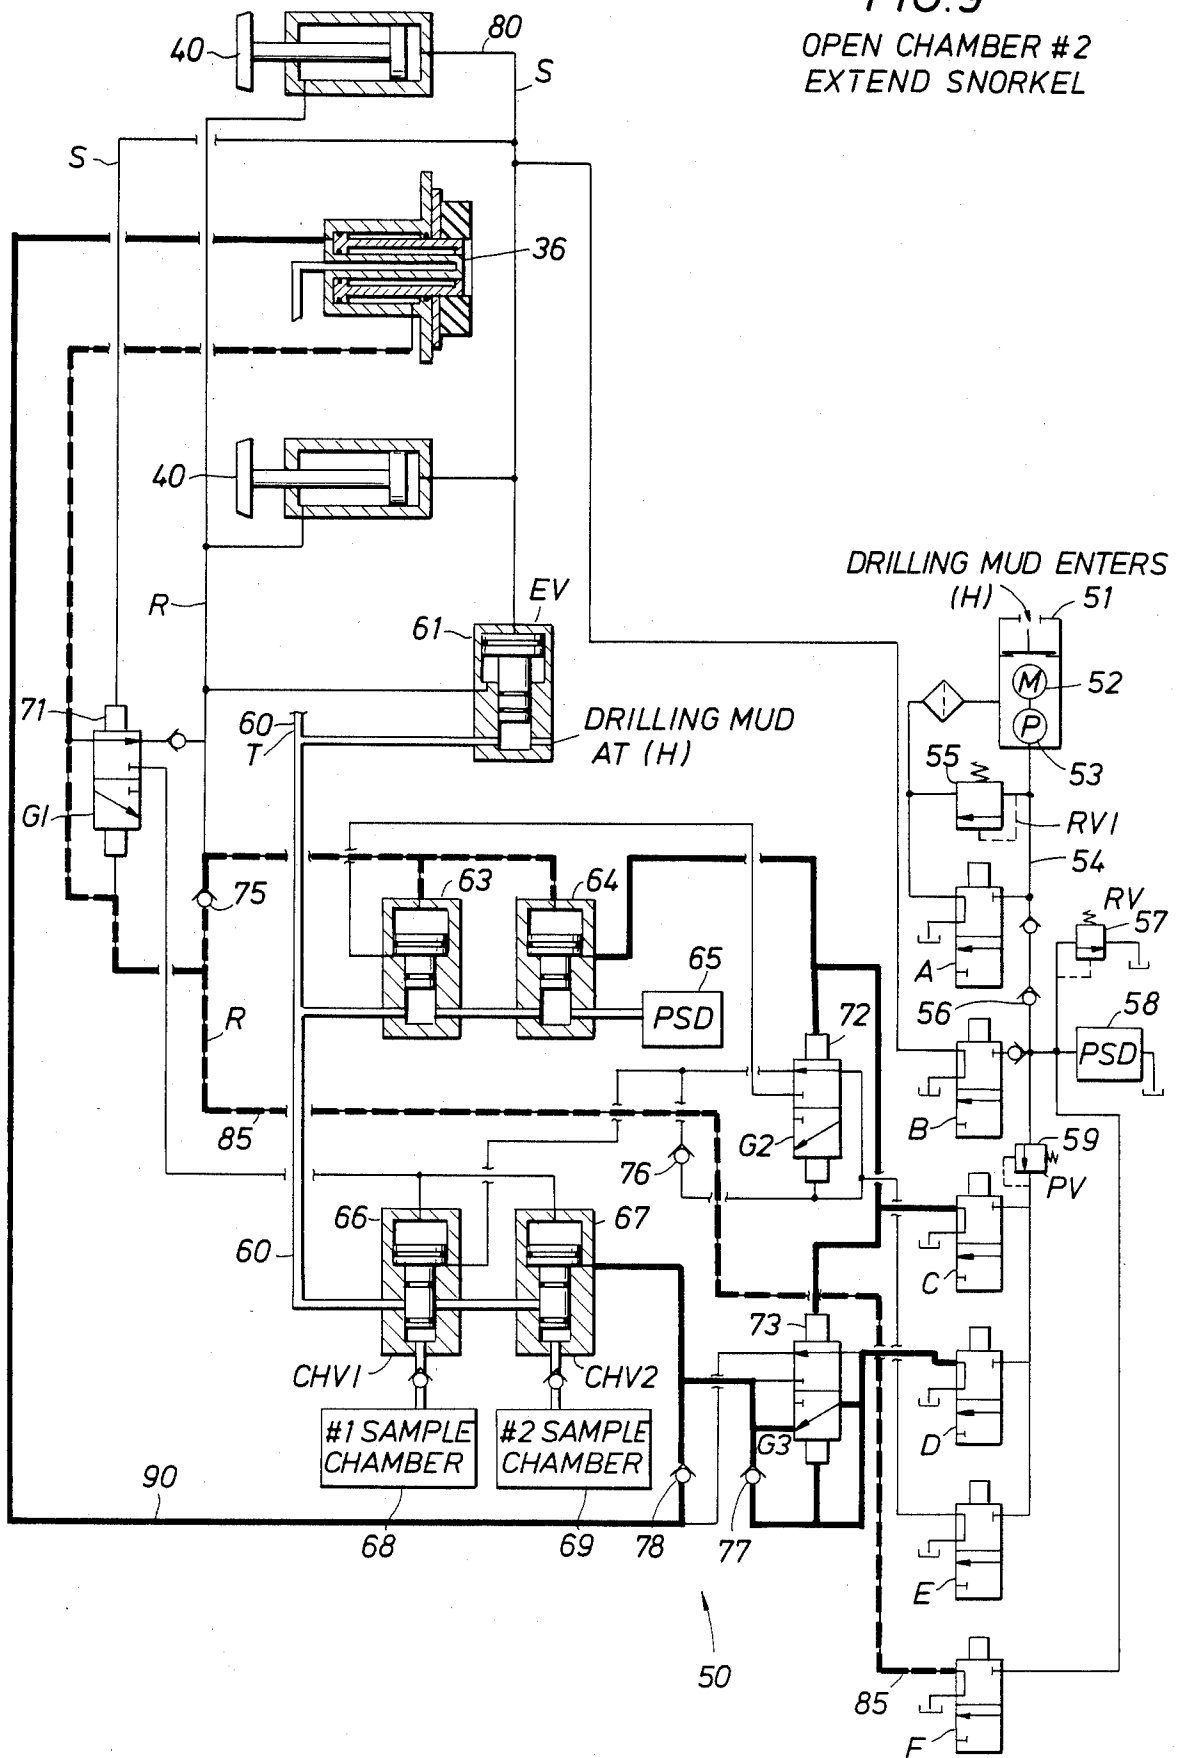 FIG.9
OPEN CHAMBER #2
EXTEND SNORKEL
40
80
S
S
36
40
R
DRILLING MUD ENTERS
(H)
51
EV
61
M
52
P
53
71
60
T
DRILLING MUD
AT (H)
55
RV1
G1
54
75
63
64
RV
57
A
65
PSD
R
72
56
58
PSD
85
G2
B
59
76
PV
66
67
60
C
73
CHV1
CHV2
#1 SAMPLE
CHAMBER
#2 SAMPLE
CHAMBER
G3
D
90
68
69
78
77
E
50
85
F